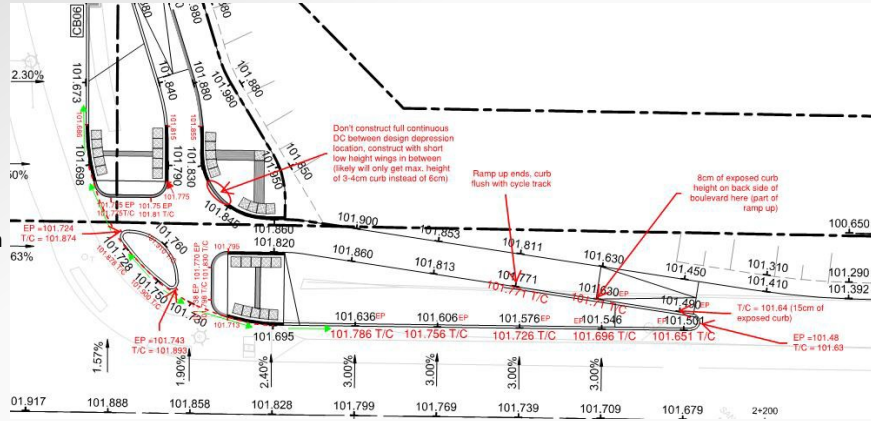 CB06
101.980
101.880
2.30%
101.673
101.840
101.880
101.980
101.880
101.686
101.815
101.855
Don't construct full continuous
DC between design depression
location, construct with short
low height wings in between
(likely will only get max. height
of 3-4cm curb instead of 6cm)
101.698
101.790
101.830
101.950
101.850
101.775
101.75 EP
101.81 T/C
101.845
Ramp up ends, curb
flush with cycle track
8cm of exposed curb
height on back side of
boulevard here (part of
ramp up)
100.650
EP =101.724
T/C = 101.874
63%
101.860
101.900
101.853
101.811
101.630
101.450
101.310
101.290
101.760
101.728
101.750
101.730
101.795
101.820
101.860
101.813
101.771
101.771 T/C
101.630
101.410
101.392
101.770 EP
101.830 T/C
101.490
EP
T/C = 101.64 (15cm of
exposed curb)
101.900 T/C
101.713
101.695
101.636 EP
101.786 T/C
101.606 EP
101.756 T/C
101.576 EP
101.726 T/C
101.546
101.696 T/C
101.501
101.651 T/C
EP =101.48
T/C = 101.63
EP =101.743
T/C = 101.893
1.57%
1.90%
2.40%
3.00%
3.00%
3.00%
3.00%
101.917
101.888
101.858
101.828
101.799
101.769
101.739
101.709
101.679
2+200